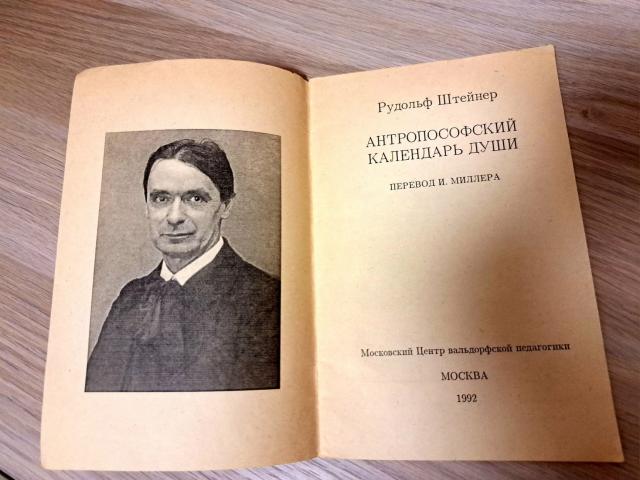 Рудольф Штейнер
АНТРОПОСОФСКИЙ
КАЛЕНДАРЬ ДУШИ
ПЕРЕВОД И. МИЛЛЕРА
Московский Центр вальдорфской педагогики
МОСКВА
1992